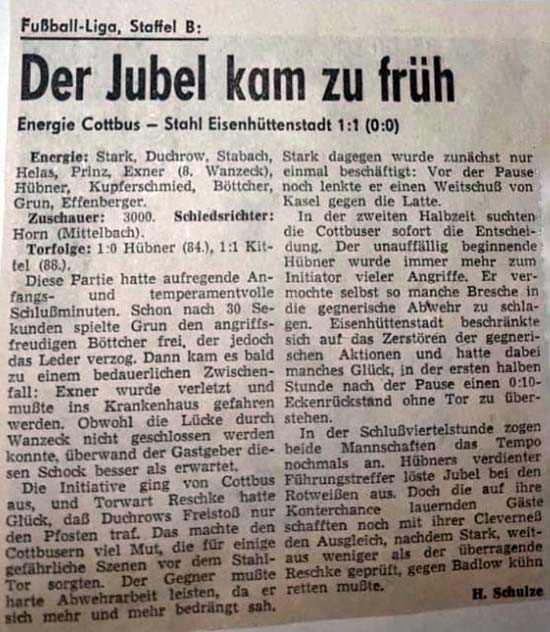 Fußball-Liga, Staffel B:
Der Jubel kam zu früh
Energie Cottbus – Stahl Eisenhüttenstadt 1:1 (0:0)
Energie: Stark, Duchrow, Stabach,
Helas, Prinz, Exner (8. Wanzeck),
Hübner, Kupferschmied, Böttcher,
Grun, Effenberger.
Zuschauer: 3000. Schiedsrichter:
Horn (Mittelbach).
Torfolge: 1:0 Hübner (84.), 1:1 Kit-
tel (88.).
Diese Partie hatte aufregende An-
fangs- und temperamentvolle
Schlußminuten. Schon nach 30 Se-
kunden spielte Grun den angriffs-
freudigen Böttcher frei, der jedoch
das Leder verzog. Dann kam es bald
zu einem bedauerlichen Zwischen-
fall: Exner wurde verletzt und
mußte ins Krankenhaus gefahren
werden. Obwohl die Lücke durch
Wanzeck nicht geschlossen werden
konnte, überwand der Gastgeber die-
sen Schock besser als erwartet.
Die Initiative ging von Cottbus
aus, und Torwart Reschke hatte
Glück, daß Duchrows Freistoß nur
den Pfosten traf. Das machte den
Cottbusern viel Mut, die für einige
gefährliche Szenen vor dem Stahl-
Tor sorgten. Der Gegner mußte
harte Abwehrarbeit leisten, da er
sich mehr und mehr bedrängt sah.
Stark dagegen wurde zunächst nur
einmal beschäftigt: Vor der Pause
noch lenkte er einen Weitschuß von
Kasel gegen die Latte.
In der zweiten Halbzeit suchten
die Cottbuser sofort die Entschei-
dung. Der unauffällig beginnende
Hübner wurde immer mehr zum
Initiator vieler Angriffe. Er ver-
mochte selbst so manche Bresche in
die gegnerische Abwehr zu schla-
gen. Eisenhüttenstadt beschränkte
sich auf das Zerstören der gegneri-
schen Aktionen und hatte dabei
manches Glück, in der ersten halben
Stunde nach der Pause einen 0:10-
Eckenrückstand ohne Tor zu über-
stehen.
In der Schlußviertelstunde zogen
beide Mannschaften das Tempo
nochmals an. Hübners verdienter
Führungstreffer löste Jubel bei den
Rotweißen aus. Doch die auf ihre
Konterchance lauernden Gäste
schafften noch mit ihrer Cleverneß
den Ausgleich, nachdem Stark, weit-
aus weniger als der überragende
Reschke geprüft, gegen Badlow kühn
retten mußte.
H. Schulze